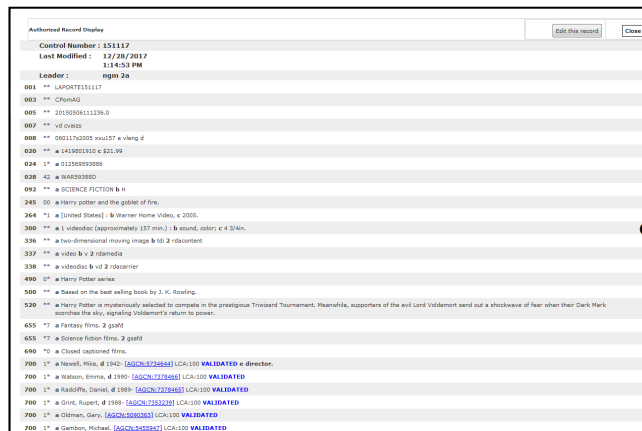 Authorized Record Display Edit this record Close
Control Number : 151117
Last Modified : 12/28/2017
1:14:53 PM
Leader : ngm 2a
001 ** LAPORTE151117
003 ** CPomAG
005 ** 20150506111236.0
007 ** vd cvaizs
008 ** 060117s2005 xxu157 e vleng d
020 ** a 1419801910 c $21.99
024 1* a 012569593886
028 42 a WAR59388D
092 ** a SCIENCE FICTION b H
245 00 a Harry potter and the goblet of fire.
264 *1 a [United States] : b Warner Home Video, c 2005.
300 ** a 1 videodisc (approximately 157 min.) : b sound, color; c 4 3/4in.
336 ** a two-dimensional moving image b tdi 2 rdacontent
337 ** a video b v 2 rdamedia
338 ** a videodisc b vd 2 rdacarrier
490 0* a Harry Potter series
500 ** a Based on the best selling book by J. K. Rowling.
520 ** a Harry Potter is mysteriously selected to compete in the prestigious Triwizard Tournament. Meanwhile, supporters of the evil Lord Voldemort send out a shockwave of fear when their Dark Mark
scorches the sky, signaling Voldemort's return to power.
655 *7 a Fantasy films. 2 gsafd
655 *7 a Science fiction films. 2 gsafd
690 *0 a Closed captioned films.
700 1* a Newell, Mike, d 1942- [AGCN:5734644] LCA:100 VALIDATED e director.
700 1* a Watson, Emma, d 1990- [AGCN:7378466] LCA:100 VALIDATED
700 1* a Radcliffe, Daniel, d 1989- [AGCN:7378465] LCA:100 VALIDATED
700 1* a Grint, Rupert, d 1988- [AGCN:7353239] LCA:100 VALIDATED
700 1* a Oldman, Gary. [AGCN:5090363] LCA:100 VALIDATED
700 1* a Gambon, Michael. [AGCN:5455947] LCA:100 VALIDATED